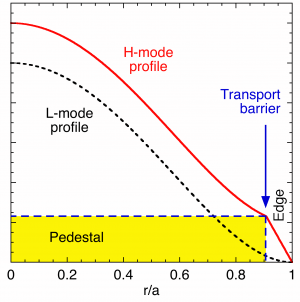 H-mode
profile
L-mode
profile
Transport
barrier
Edge
Pedestal
0 0.2 0.4 0.6 0.8 1
r/a